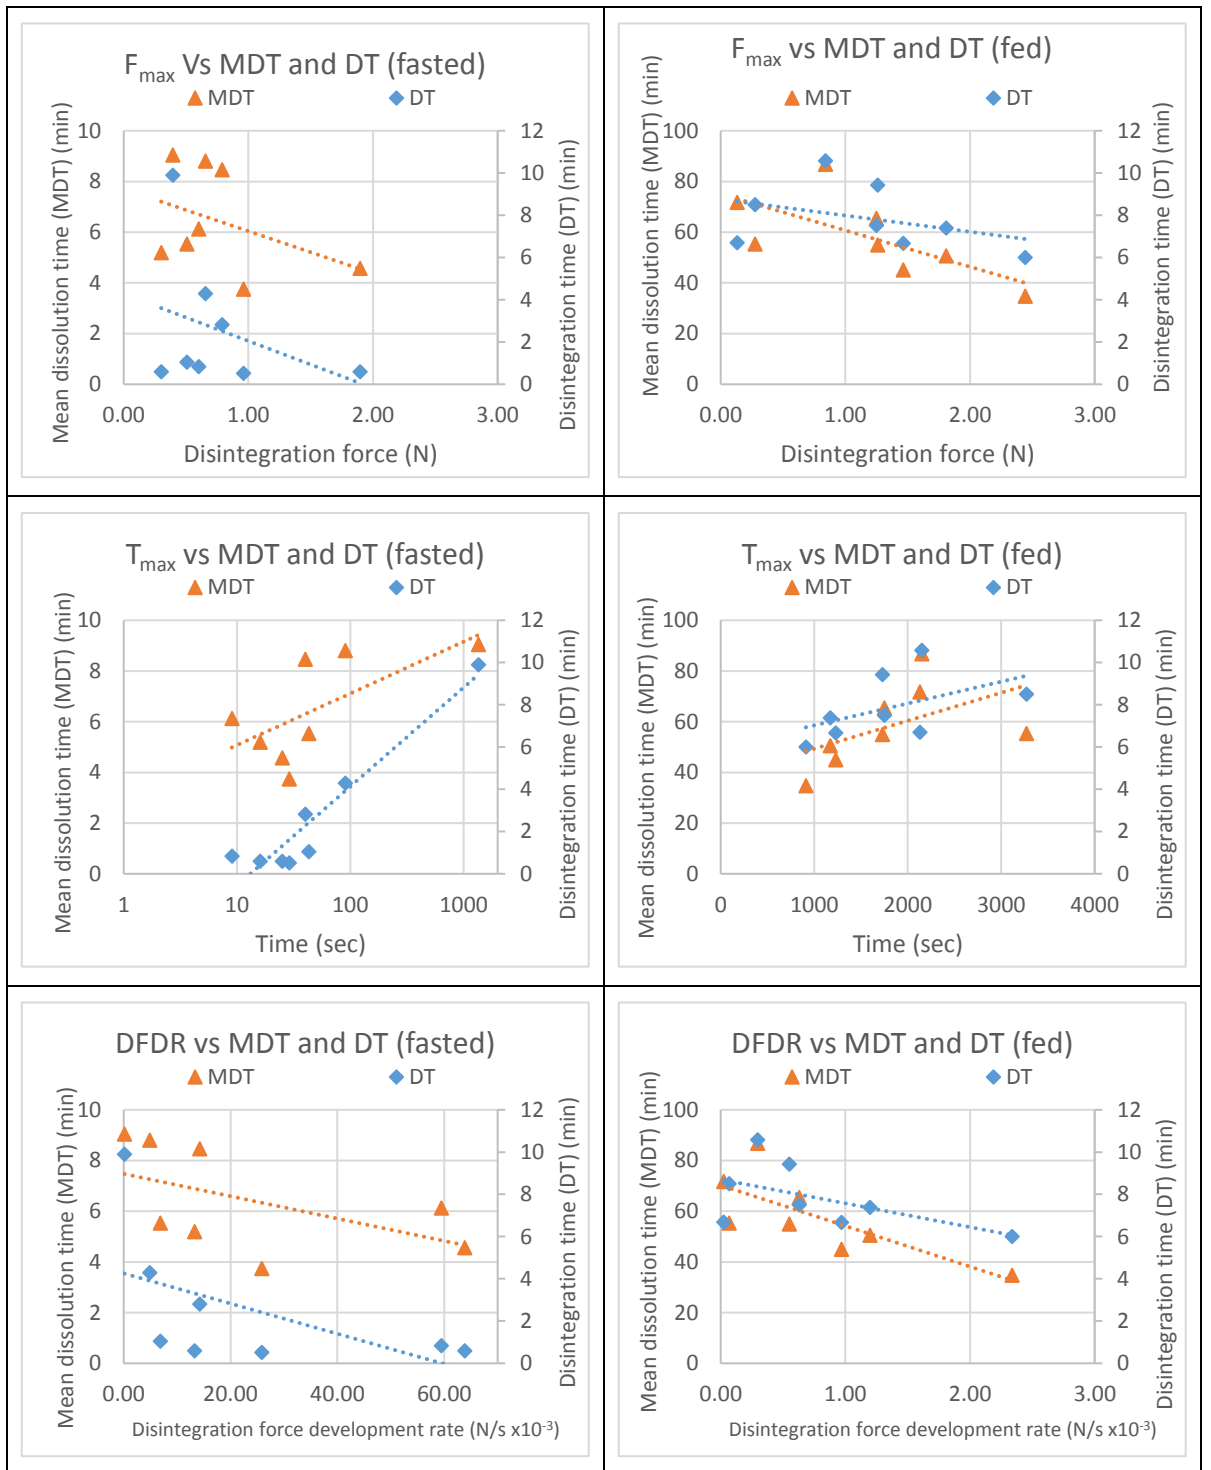 F_max Vs MDT and DT (fasted)
MDT DT
Mean dissolution time (MDT) (min)
10
8
6
4
2
0
12
10
8
6
4
2
0
Disintegration time (DT) (min)
0.00 1.00 2.00 3.00
Disintegration force (N)
F_max vs MDT and DT (fed)
MDT DT
Mean dissolution time (MDT) (min)
100
80
60
40
20
0
12
10
8
6
4
2
0
Disintegration time (DT) (min)
0.00 1.00 2.00 3.00
Disintegration force (N)
T_max vs MDT and DT (fasted)
MDT DT
Mean dissolution time (MDT) (min)
10
8
6
4
2
0
12
10
8
6
4
2
0
Disintegration time (DT) (min)
1 10 100 1000
Time (sec)
T_max vs MDT and DT (fed)
MDT DT
Mean dissolution time (MDT) (min)
100
80
60
40
20
0
12
10
8
6
4
2
0
Disintegration time (DT) (min)
0 1000 2000 3000 4000
Time (sec)
DFDR vs MDT and DT (fasted)
MDT DT
Mean dissolution time (MDT) (min)
10
8
6
4
2
0
12
10
8
6
4
2
0
Disintegration time (DT) (min)
0.00 20.00 40.00 60.00
Disintegration force development rate (N/s x10⁻³)
DFDR vs MDT and DT (fed)
MDT DT
Mean dissolution time (MDT) (min)
100
80
60
40
20
0
12
10
8
6
4
2
0
Disintegration time (DT) (min)
0.00 1.00 2.00 3.00
Disintegration force development rate (N/s x10⁻³)